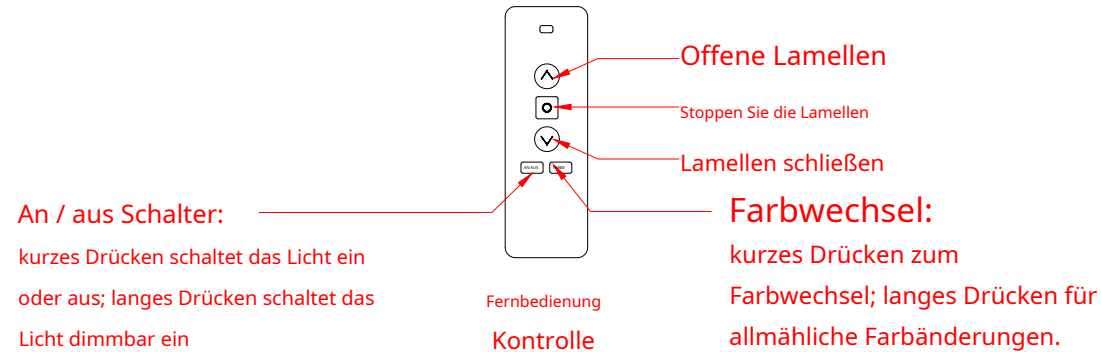 Offene Lamellen
Stoppen Sie die Lamellen
Lamellen schließen
AN AUS
An / aus Schalter:
kurzes Drücken schaltet das Licht ein
oder aus; langes Drücken schaltet das
Licht dimmbar ein
Fernbedienung
Kontrolle
Farbwechsel:
kurzes Drücken zum
Farbwechsel; langes Drücken für
allmähliche Farbänderungen.